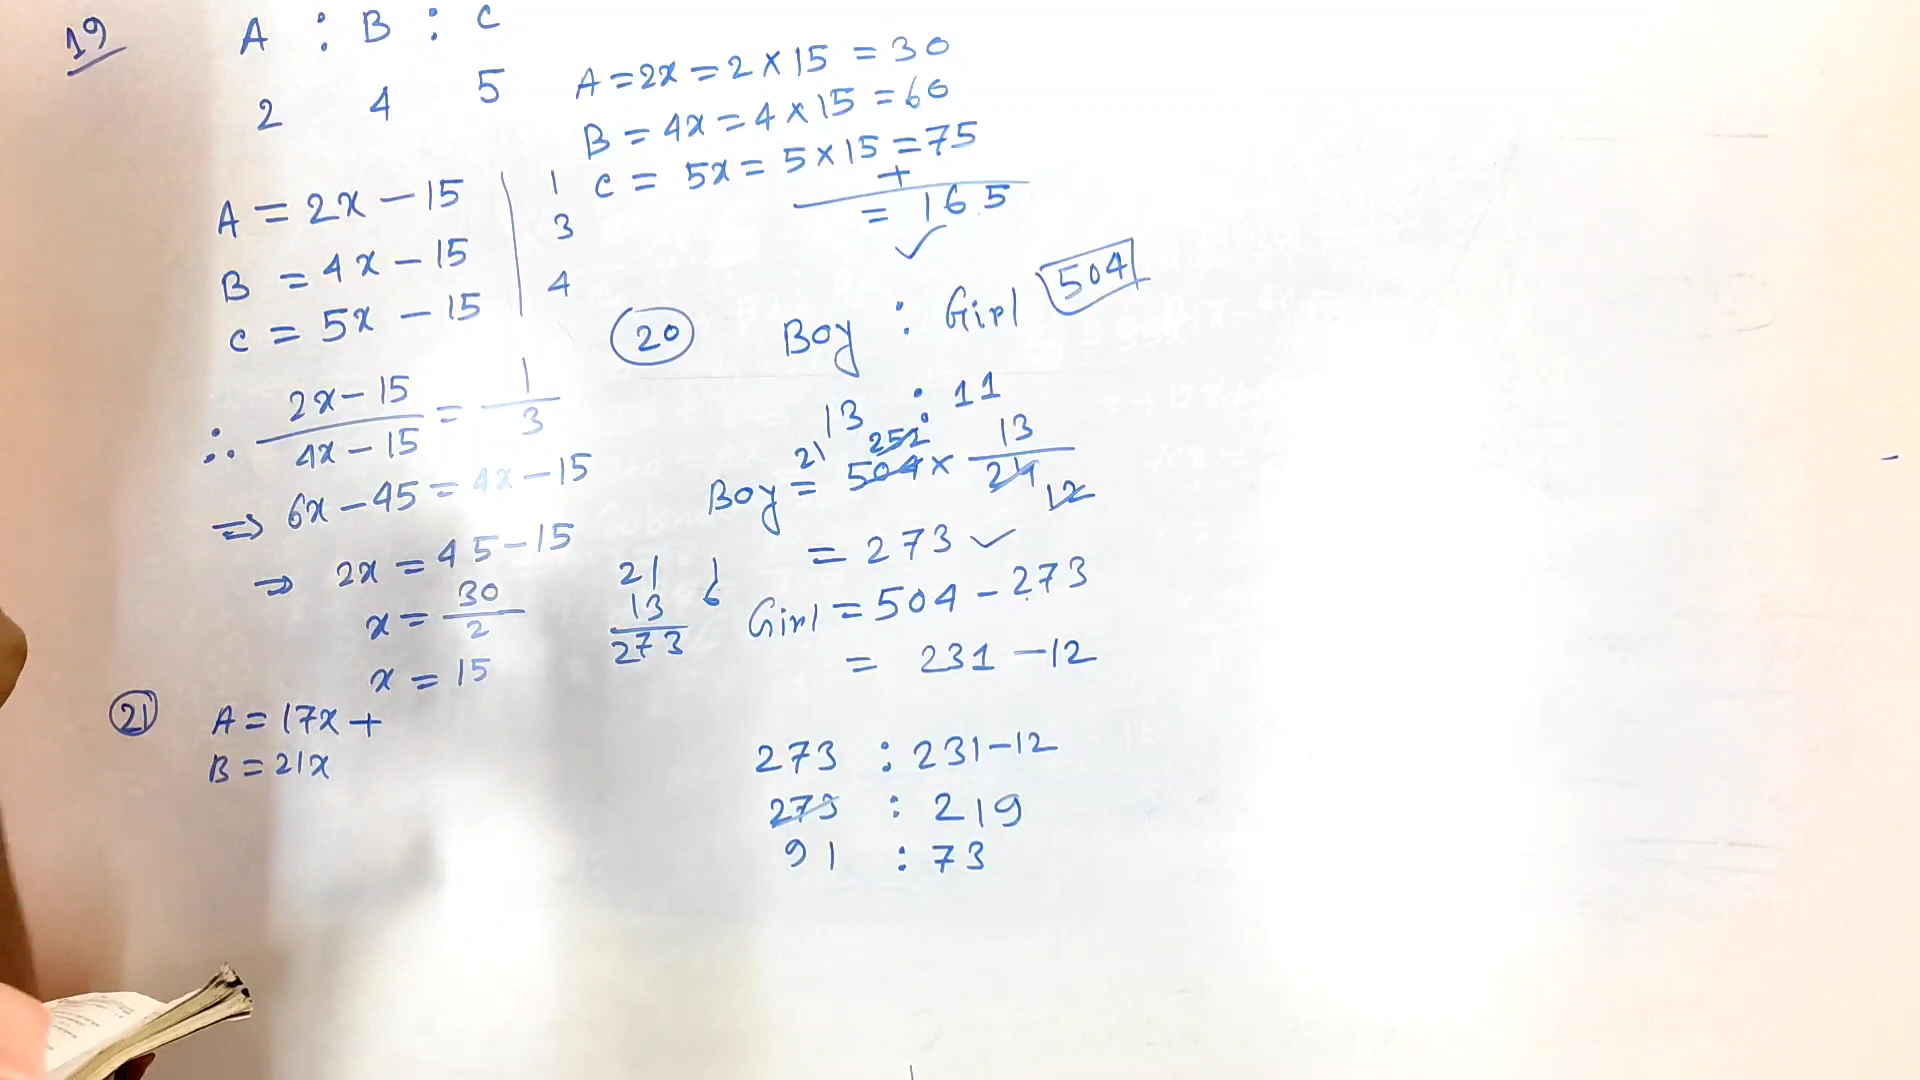 19
A : B : C
2 4 5
A = 2x - 15 | 1
B = 4x - 15 | 3
C = 5x - 15 | 4
∴ (2x - 15)/(4x - 15) = 1/3
⇒ 6x - 45 = 4x - 15
⇒ 2x = 45 - 15
x = 30/2
x = 15
A = 2x = 2 × 15 = 30
B = 4x = 4 × 15 = 60
C = 5x = 5 × 15 = 75
+
= 165 ✓
20 Boy : Girl 504
13 : 11
21 252
Boy = 504 × 13/24
12
= 273 ✓
21
13
273
Girl = 504 - 273
= 231 - 12
273 : 231 - 12
273 : 219
91 : 73
21 A = 17x +
B = 21x